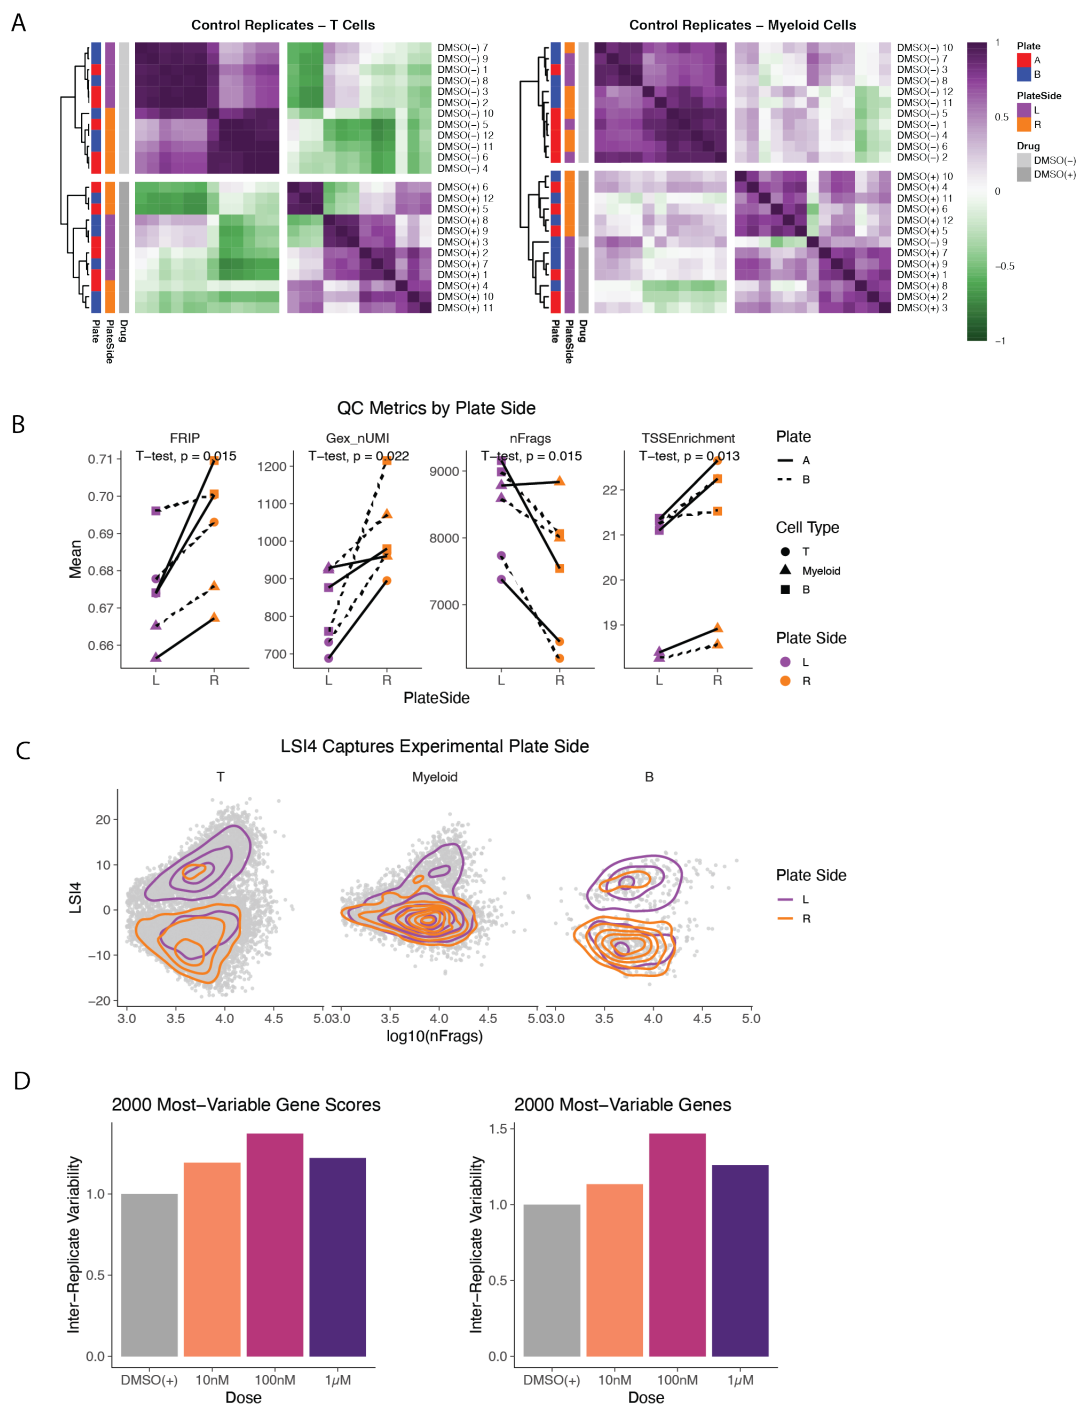 A
Control Replicates – T Cells
DMSO(−) 7
DMSO(−) 9
DMSO(−) 1
DMSO(−) 8
DMSO(−) 3
DMSO(−) 2
DMSO(−) 10
DMSO(−) 5
DMSO(−) 12
DMSO(−) 11
DMSO(−) 6
DMSO(−) 4
DMSO(+) 6
DMSO(+) 12
DMSO(+) 5
DMSO(+) 8
DMSO(+) 9
DMSO(+) 3
DMSO(+) 2
DMSO(+) 7
DMSO(+) 1
DMSO(+) 4
DMSO(+) 10
DMSO(+) 11
Plate
PlateSide
Drug
Control Replicates – Myeloid Cells
DMSO(−) 10
DMSO(−) 7
DMSO(−) 3
DMSO(−) 8
DMSO(−) 12
DMSO(−) 11
DMSO(−) 5
DMSO(−) 1
DMSO(−) 4
DMSO(−) 6
DMSO(−) 2
DMSO(+) 10
DMSO(+) 4
DMSO(+) 11
DMSO(+) 6
DMSO(+) 12
DMSO(+) 5
DMSO(−) 9
DMSO(+) 7
DMSO(+) 9
DMSO(+) 1
DMSO(+) 8
DMSO(+) 2
DMSO(+) 3
Plate
PlateSide
Drug
1
0.5
0
−0.5
−1
Plate
A
B
PlateSide
L
R
Drug
DMSO(−)
DMSO(+)
B
QC Metrics by Plate Side
FRIP
T−test, p = 0.015
Gex_nUMI
T−test, p = 0.022
nFrags
T−test, p = 0.015
TSSEnrichment
T−test, p = 0.013
Mean
0.71
0.70
0.69
0.68
0.67
0.66
L R
1200
1100
1000
900
800
700
L R
9000
8000
7000
L R
22
21
20
19
L R
PlateSide
Plate
A
B
Cell Type
T
Myeloid
B
Plate Side
L
R
C
LSI4 Captures Experimental Plate Side
T
Myeloid
B
LSI4
20
10
0
−10
−20
3.0 3.5 4.0 4.5 5.0
3.0 3.5 4.0 4.5 5.0
3.0 3.5 4.0 4.5 5.0
log10(nFrags)
Plate Side
L
R
D
2000 Most−Variable Gene Scores
Inter−Replicate Variability
1.0
0.5
0.0
DMSO(+) 10nM 100nM 1μM
Dose
2000 Most−Variable Genes
Inter−Replicate Variability
1.5
1.0
0.5
0.0
DMSO(+) 10nM 100nM 1μM
Dose